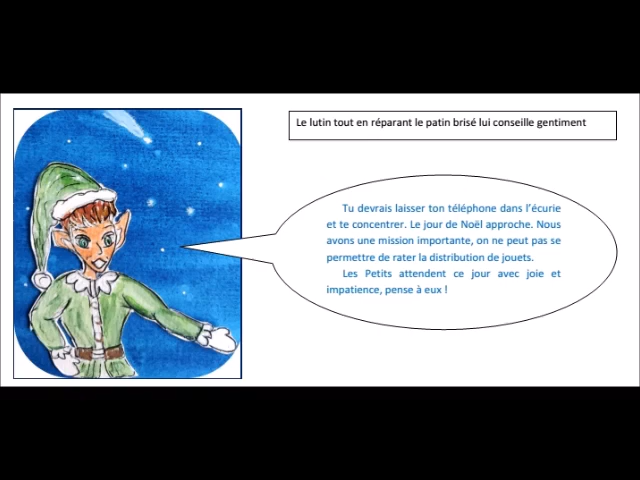 Le lutin tout en réparant le patin brisé lui conseille gentiment
Tu devrais laisser ton téléphone dans l'écurie
et te concentrer. Le jour de Noël approche. Nous
avons une mission importante, on ne peut pas se
permettre de rater la distribution de jouets.
Les Petits attendent ce jour avec joie et
impatience, pense à eux !